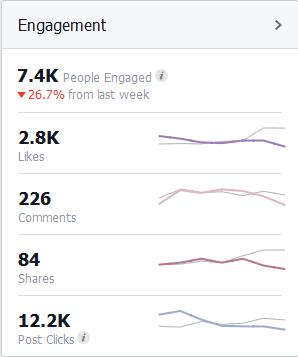 Engagement
7.4K People Engaged i
26.7% from last week
2.8K
Likes
226
Comments
84
Shares
12.2K
Post Clicks i